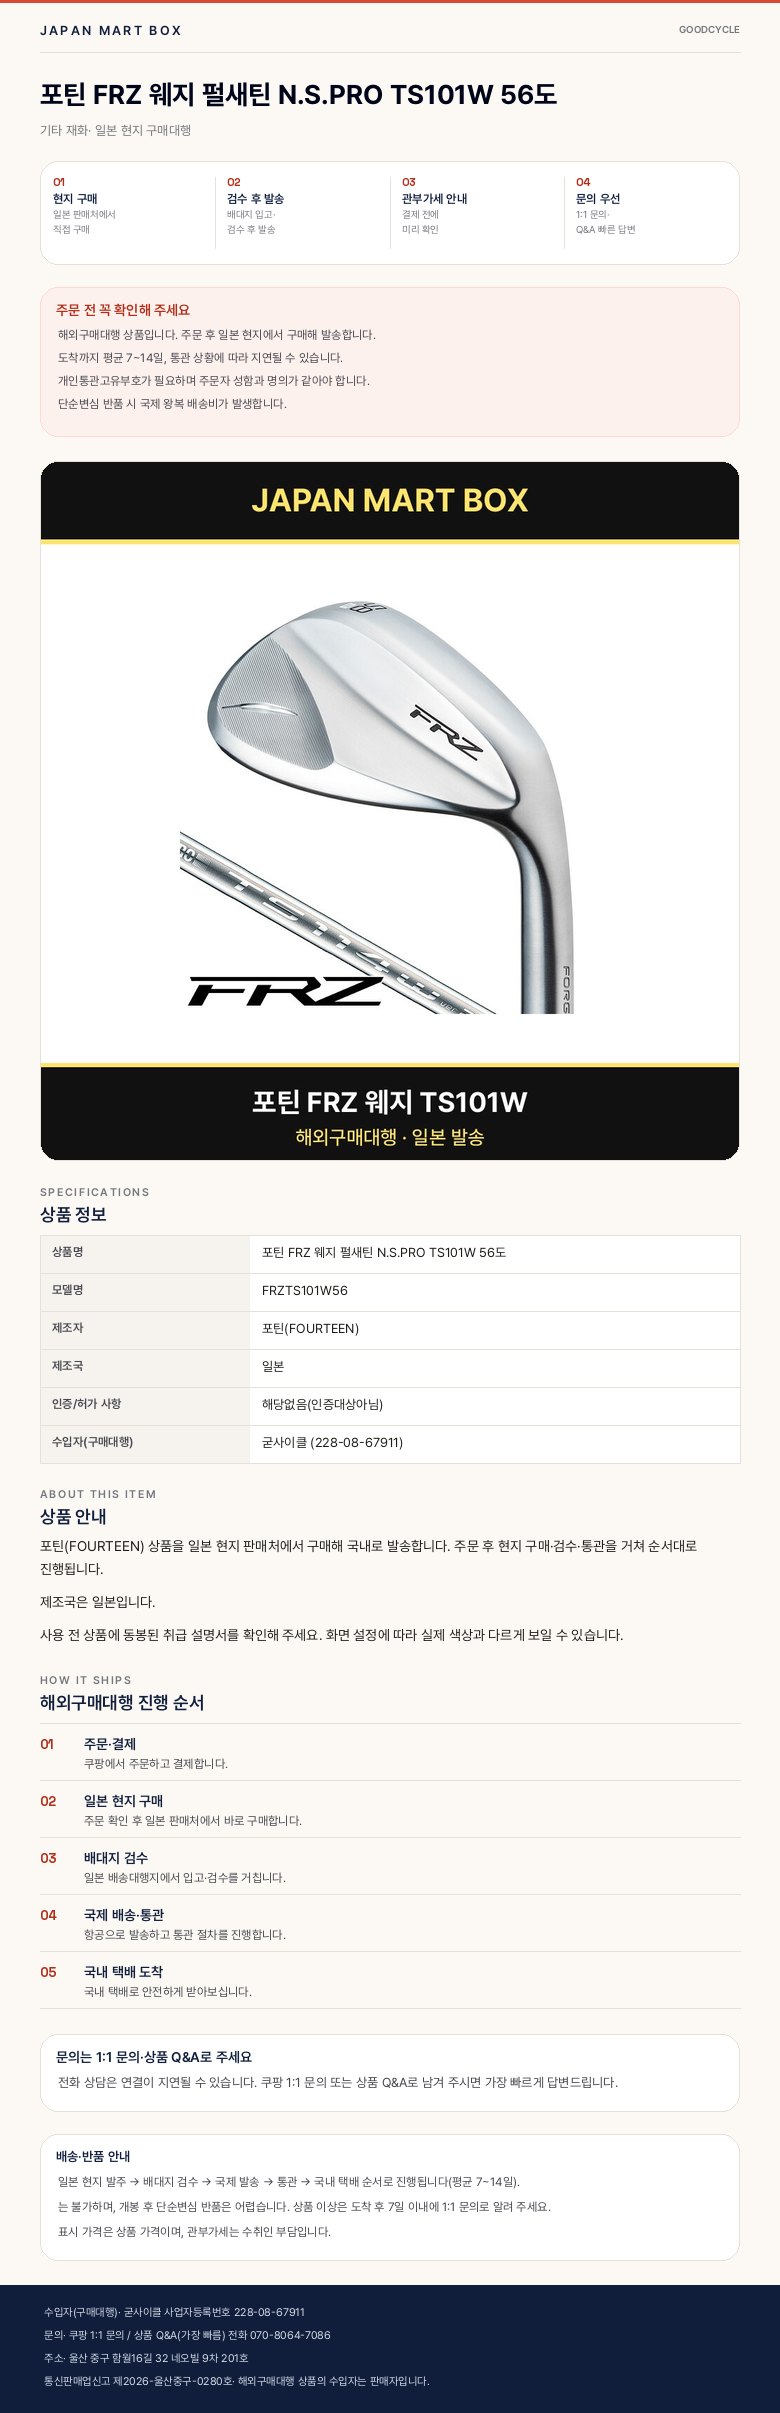 JAPAN MART BOX
GOODCYCLE
포틴 FRZ 웨지 펄새틴 N.S.PRO TS101W 56도
기타 재화· 일본 현지 구매대행
01
현지 구매
일본 판매처에서
직접 구매
02
검수 후 발송
배대지 입고·
검수 후 발송
03
관부가세 안내
결제 전에
미리 확인
04
문의 우선
1:1 문의·
Q&A 빠른 답변
주문 전 꼭 확인해 주세요
해외구매대행 상품입니다. 주문 후 일본 현지에서 구매해 발송합니다.
도착까지 평균 7~14일, 통관 상황에 따라 지연될 수 있습니다.
개인통관고유부호가 필요하며 주문자 성함과 명의가 같아야 합니다.
단순변심 반품 시 국제 왕복 배송비가 발생합니다.
JAPAN MART BOX
58
FRZ
TS114W
FORG
FRZ
포틴 FRZ 웨지 TS101W
해외구매대행 · 일본 발송
SPECIFICATIONS
상품 정보
상품명 포틴 FRZ 웨지 펄새틴 N.S.PRO TS101W 56도
모델명 FRZTS101W56
제조자 포틴(FOURTEEN)
제조국 일본
인증/허가 사항 해당없음(인증대상아님)
수입자(구매대행) 굳사이클 (228-08-67911)
ABOUT THIS ITEM
상품 안내
포틴(FOURTEEN) 상품을 일본 현지 판매처에서 구매해 국내로 발송합니다. 주문 후 현지 구매·검수·통관을 거쳐 순서대로
진행됩니다.
제조국은 일본입니다.
사용 전 상품에 동봉된 취급 설명서를 확인해 주세요. 화면 설정에 따라 실제 색상과 다르게 보일 수 있습니다.
HOW IT SHIPS
해외구매대행 진행 순서
01 주문·결제
쿠팡에서 주문하고 결제합니다.
02 일본 현지 구매
주문 확인 후 일본 판매처에서 바로 구매합니다.
03 배대지 검수
일본 배송대행지에서 입고·검수를 거칩니다.
04 국제 배송·통관
항공으로 발송하고 통관 절차를 진행합니다.
05 국내 택배 도착
국내 택배로 안전하게 받아보십니다.
문의는 1:1 문의·상품 Q&A로 주세요
전화 상담은 연결이 지연될 수 있습니다. 쿠팡 1:1 문의 또는 상품 Q&A로 남겨 주시면 가장 빠르게 답변드립니다.
배송·반품 안내
일본 현지 발주 → 배대지 검수 → 국제 발송 → 통관 → 국내 택배 순서로 진행됩니다(평균 7~14일).
는 불가하며, 개봉 후 단순변심 반품은 어렵습니다. 상품 이상은 도착 후 7일 이내에 1:1 문의로 알려 주세요.
표시 가격은 상품 가격이며, 관부가세는 수취인 부담입니다.
수입자(구매대행)· 굳사이클 사업자등록번호 228-08-67911
문의· 쿠팡 1:1 문의 / 상품 Q&A(가장 빠름) 전화 070-8064-7086
주소· 울산 중구 함월16길 32 네오빌 9차 201호
통신판매업신고 제2026-울산중구-0280호· 해외구매대행 상품의 수입자는 판매자입니다.